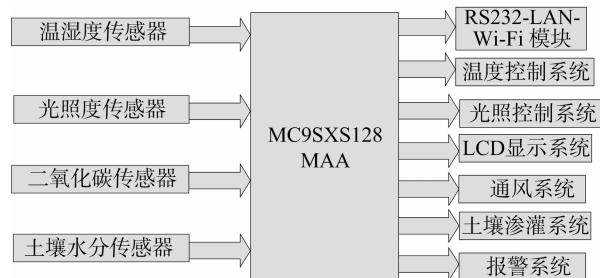 温湿度传感器
光照度传感器
二氧化碳传感器
土壤水分传感器
MC9SXS128
MAA
RS232-LAN-
Wi-Fi 模块
温度控制系统
光照控制系统
LCD显示系统
通风系统
土壤渗灌系统
报警系统